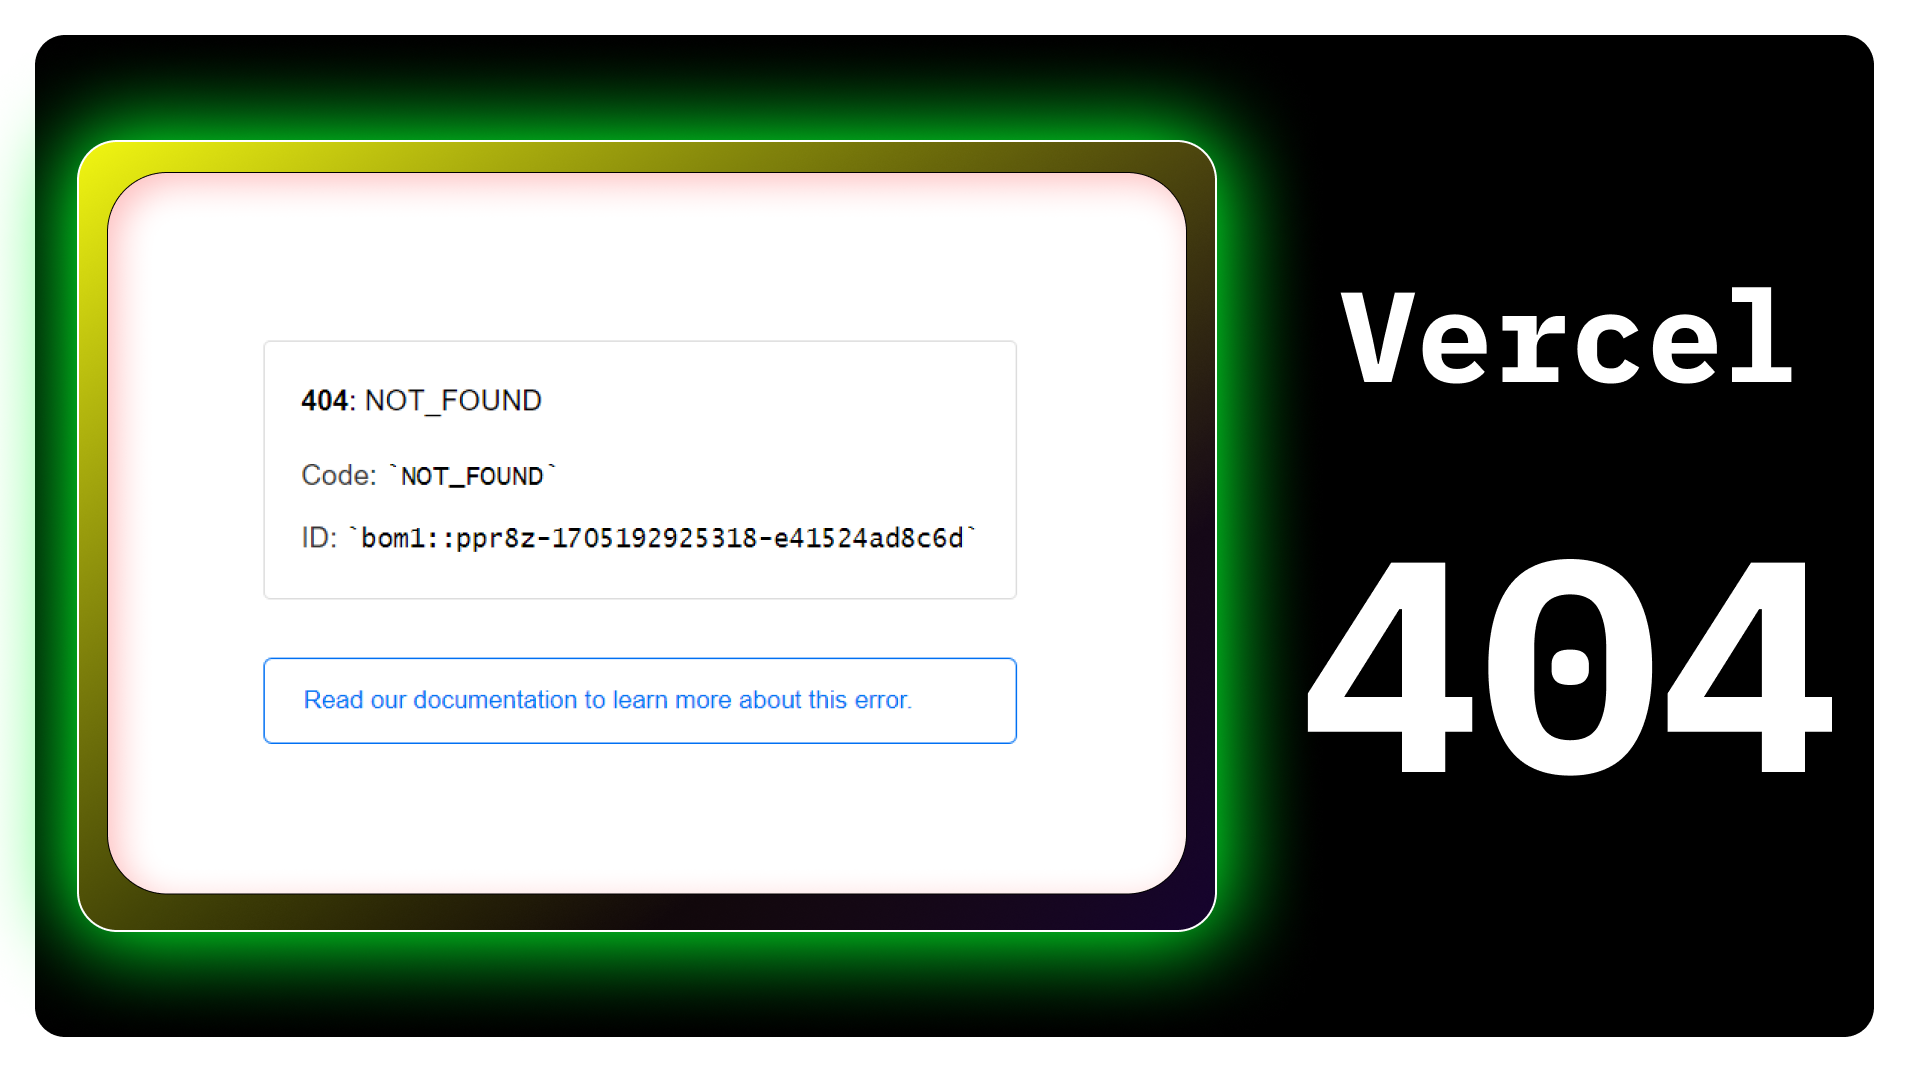 404: NOT_FOUND
Code: `NOT_FOUND`
ID: `bom1::ppr8z-1705192925318-e41524ad8c6d`
Read our documentation to learn more about this error.
Vercel
404